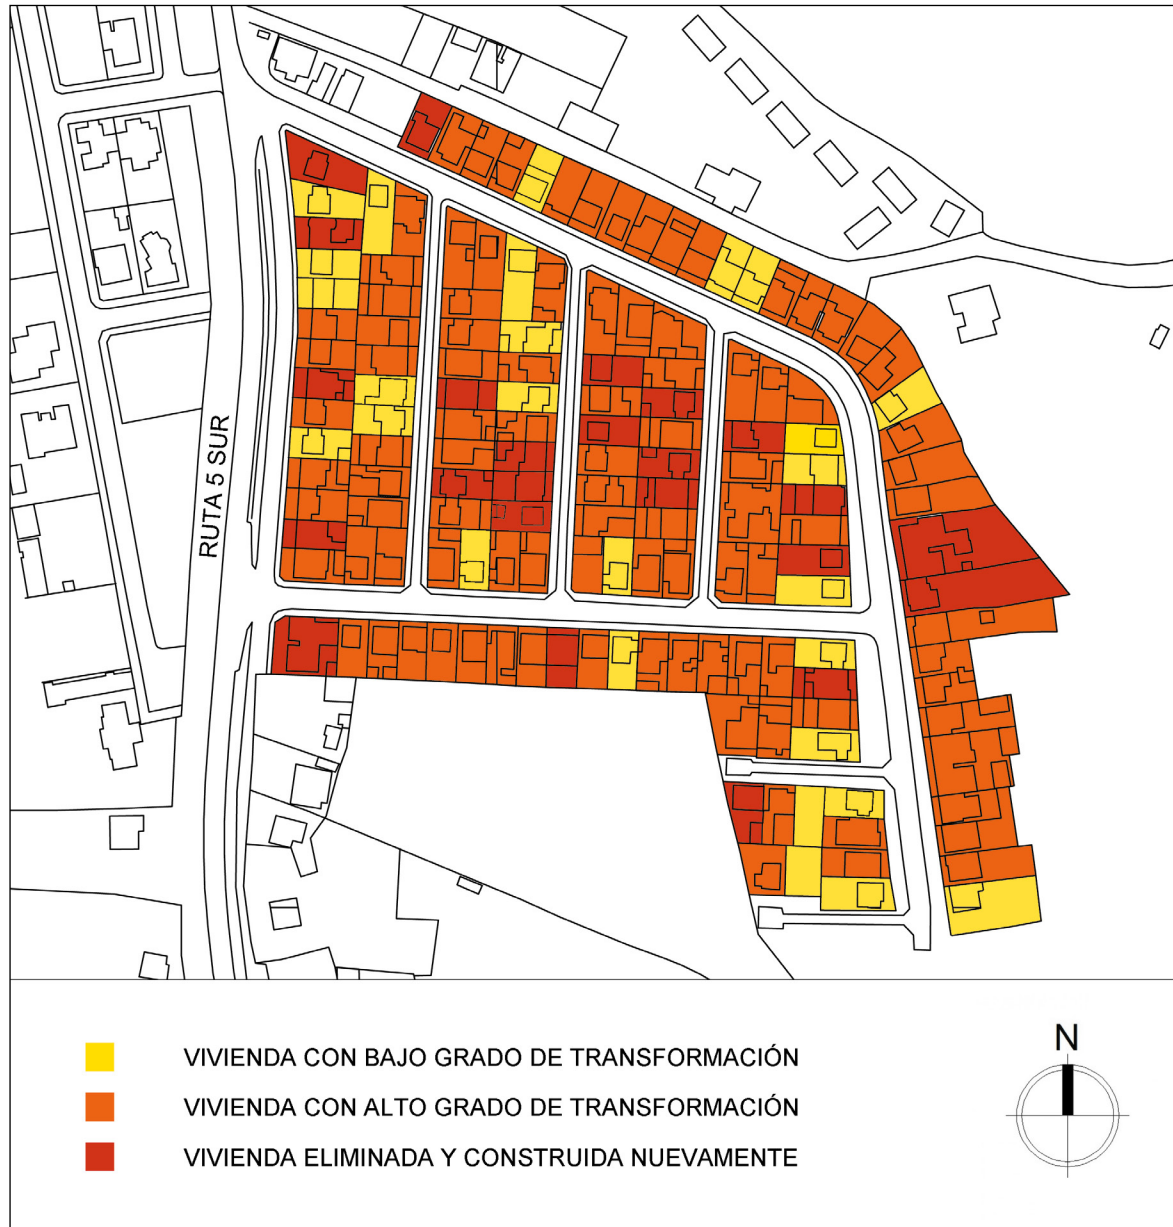 RUTA 5 SUR
VIVIENDA CON BAJO GRADO DE TRANSFORMACIÓN
VIVIENDA CON ALTO GRADO DE TRANSFORMACIÓN
VIVIENDA ELIMINADA Y CONSTRUIDA NUEVAMENTE
N